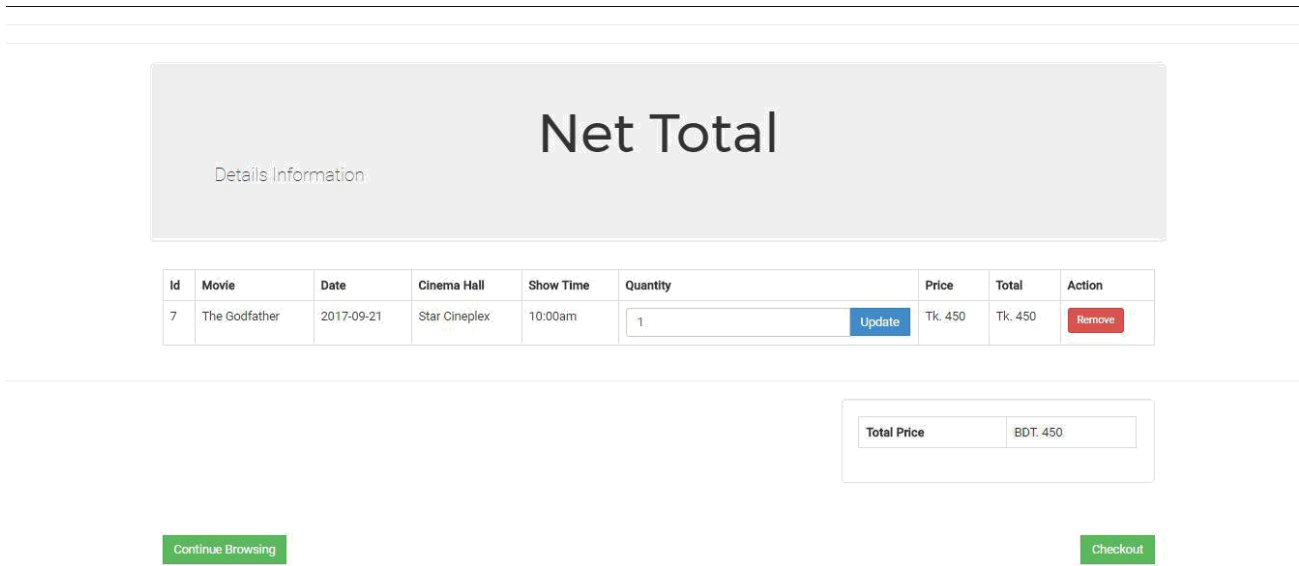 Net Total
Details Information
Id Movie Date Cinema Hall Show Time Quantity Price Total Action
7 The Godfather 2017-09-21 Star Cineplex 10:00am 1 Update Tk. 450 Tk. 450 Remove
Total Price BDT. 450
Continue Browsing Checkout